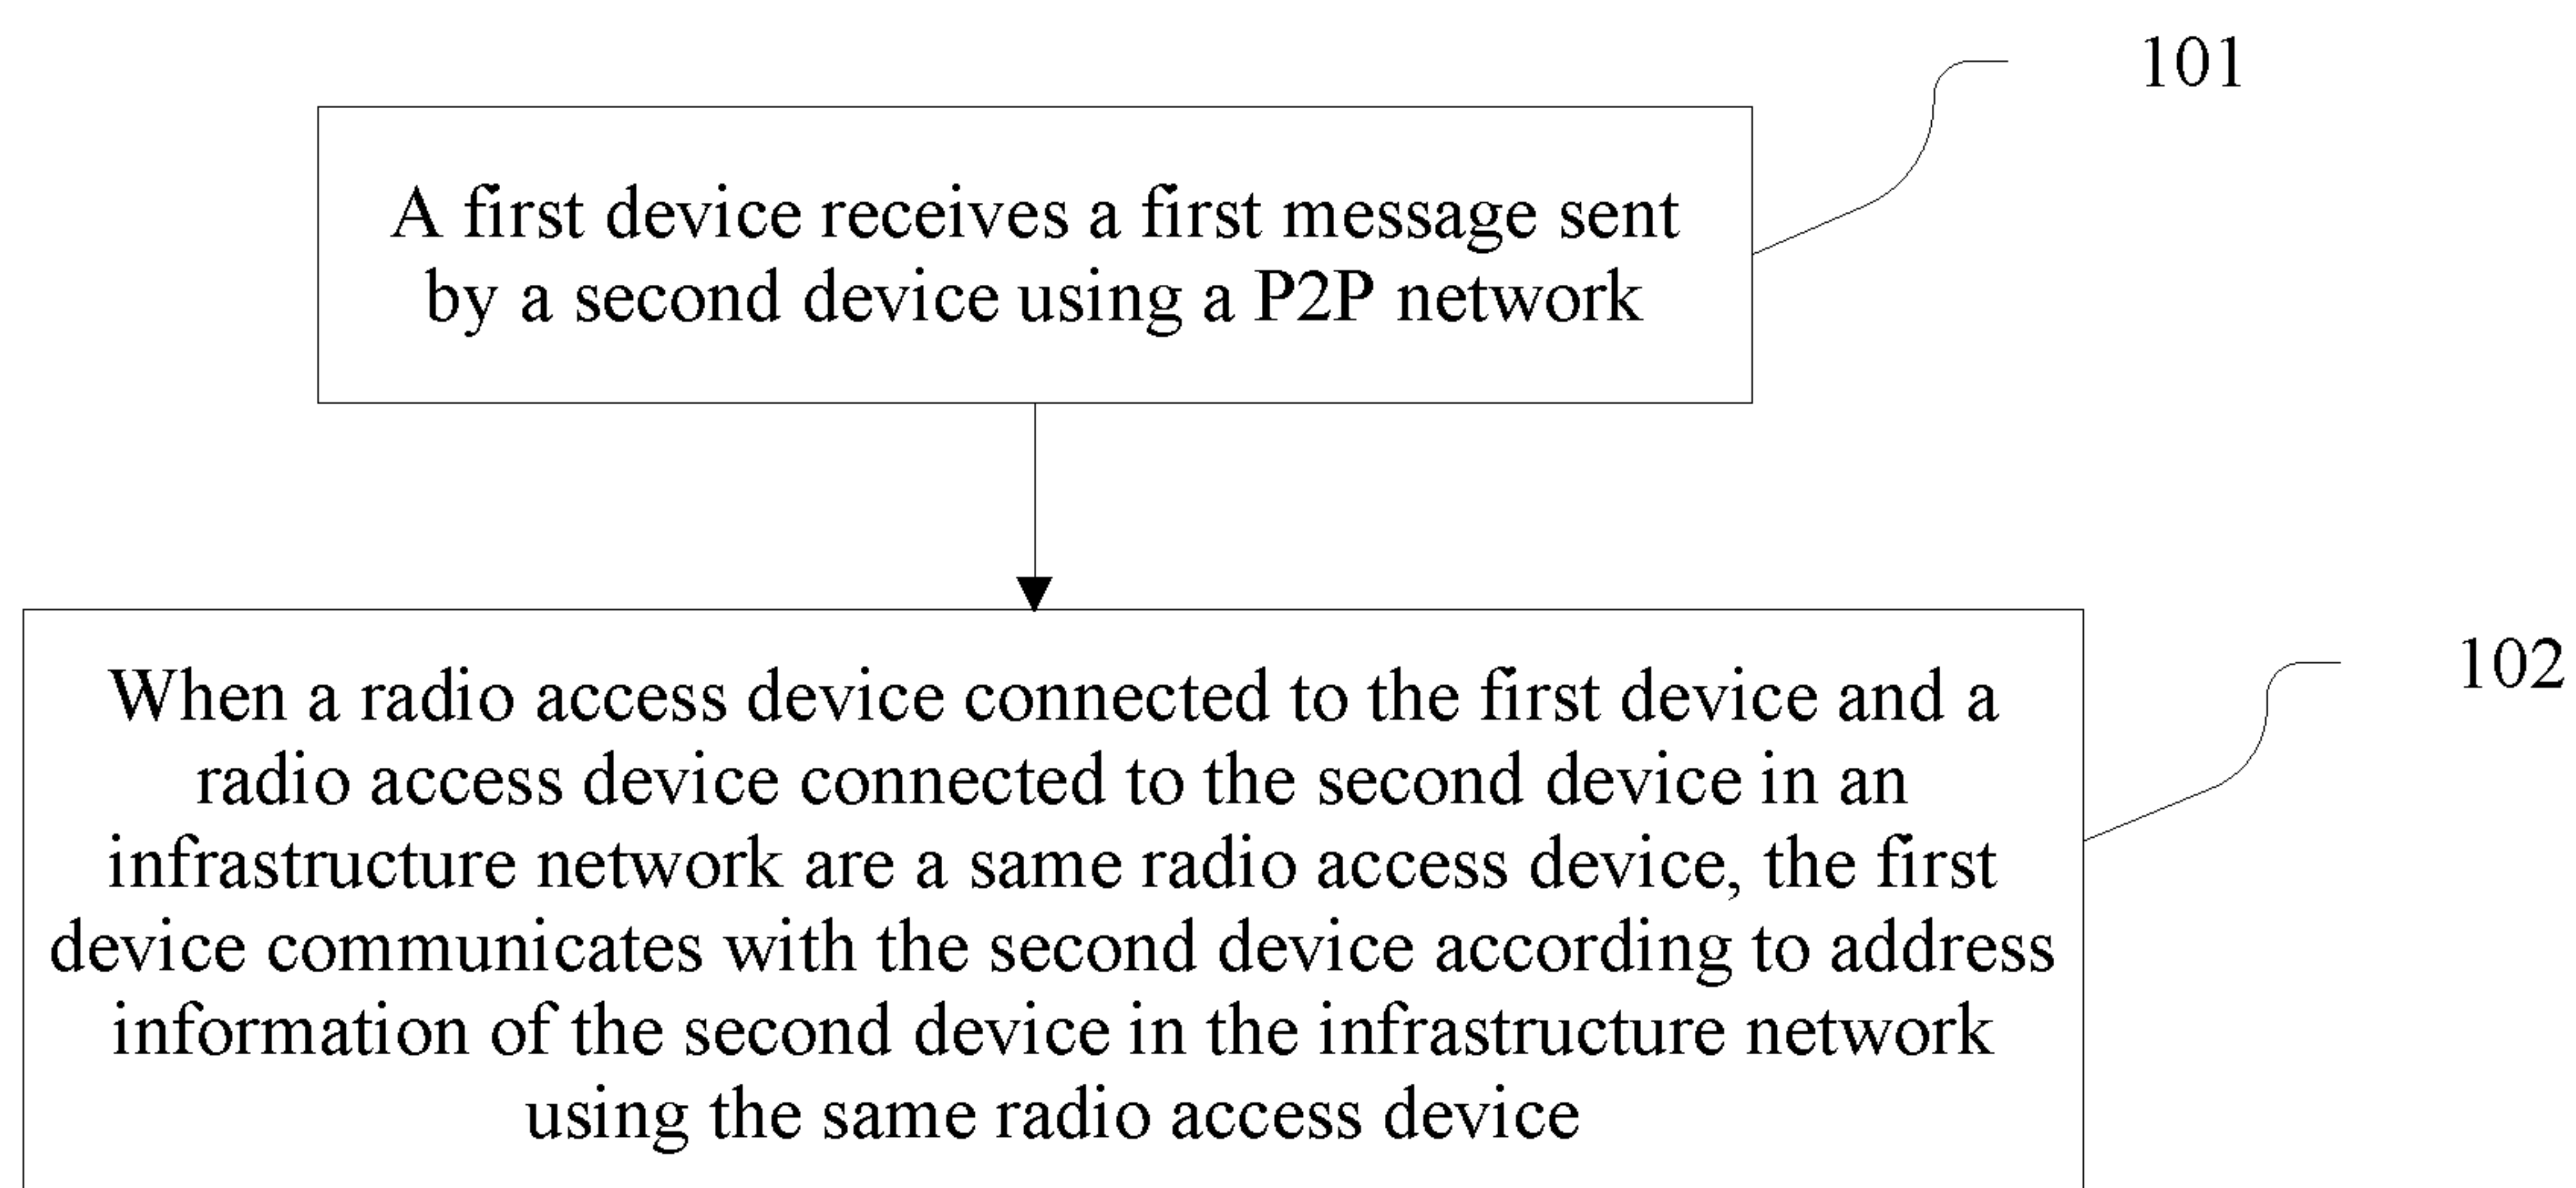 101
A first device receives a first message sent
by a second device using a P2P network
102
When a radio access device connected to the first device and a
radio access device connected to the second device in an
infrastructure network are a same radio access device, the first
device communicates with the second device according to address
information of the second device in the infrastructure network
using the same radio access device